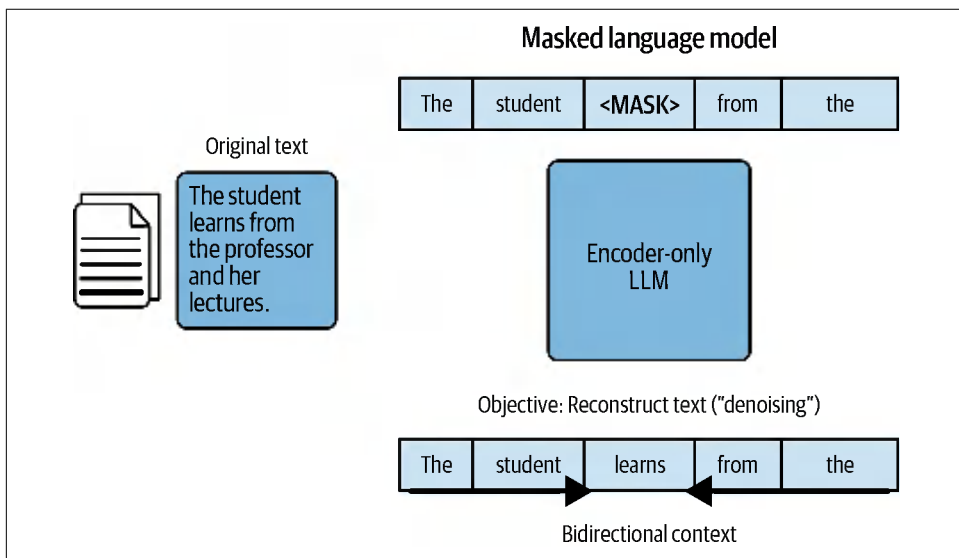 Masked language model
The student <MASK> from the
Original text
The student
learns from
the professor
and her
lectures.
Encoder-only
LLM
Objective: Reconstruct text ("denoising")
The student learns from the
Bidirectional context